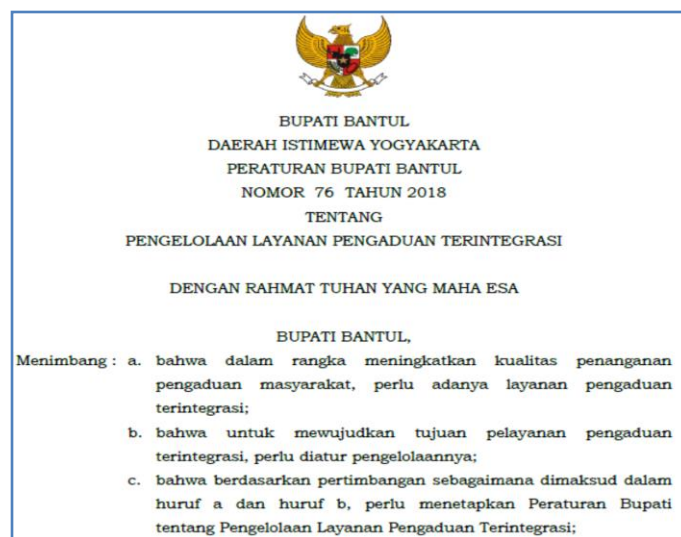 BUPATI BANTUL
DAERAH ISTIMEWA YOGYAKARTA
PERATURAN BUPATI BANTUL
NOMOR 76 TAHUN 2018
TENTANG
PENGELOLAAN LAYANAN PENGADUAN TERINTEGRASI
DENGAN RAHMAT TUHAN YANG MAHA ESA
BUPATI BANTUL,
Menimbang : a. bahwa dalam rangka meningkatkan kualitas penanganan
pengaduan masyarakat, perlu adanya layanan pengaduan
terintegrasi;
b. bahwa untuk mewujudkan tujuan pelayanan pengaduan
terintegrasi, perlu diatur pengelolaannya;
c. bahwa berdasarkan pertimbangan sebagaimana dimaksud dalam
huruf a dan huruf b, perlu menetapkan Peraturan Bupati
tentang Pengelolaan Layanan Pengaduan Terintegrasi;